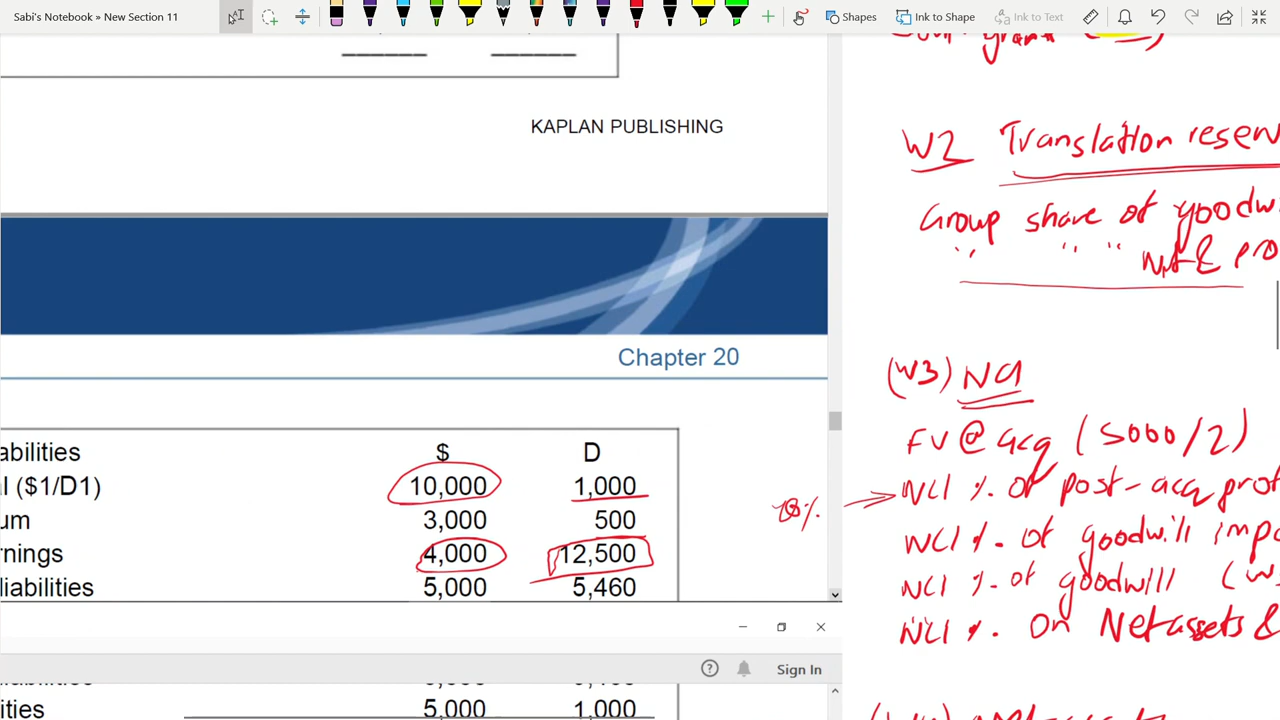 Sabi's Notebook » New Section 11
Shapes
Ink to Shape
Ink to Text
KAPLAN PUBLISHING
Chapter 20
abilities $ D
al ($1/D1) 10,000 1,000
um 3,000 500
rnings 4,000 12,500
liabilities 5,000 5,460
Sign In
5,000 1,000
W2 Translation reserv
Group share of goodwi
" " " NA & pro
(W3) NCI
FV @ acq (5000/2)
NCI %. of post-acq prof
NCI %. of goodwill impa
NCI %. of goodwill (w
NCI %. on Net assets &